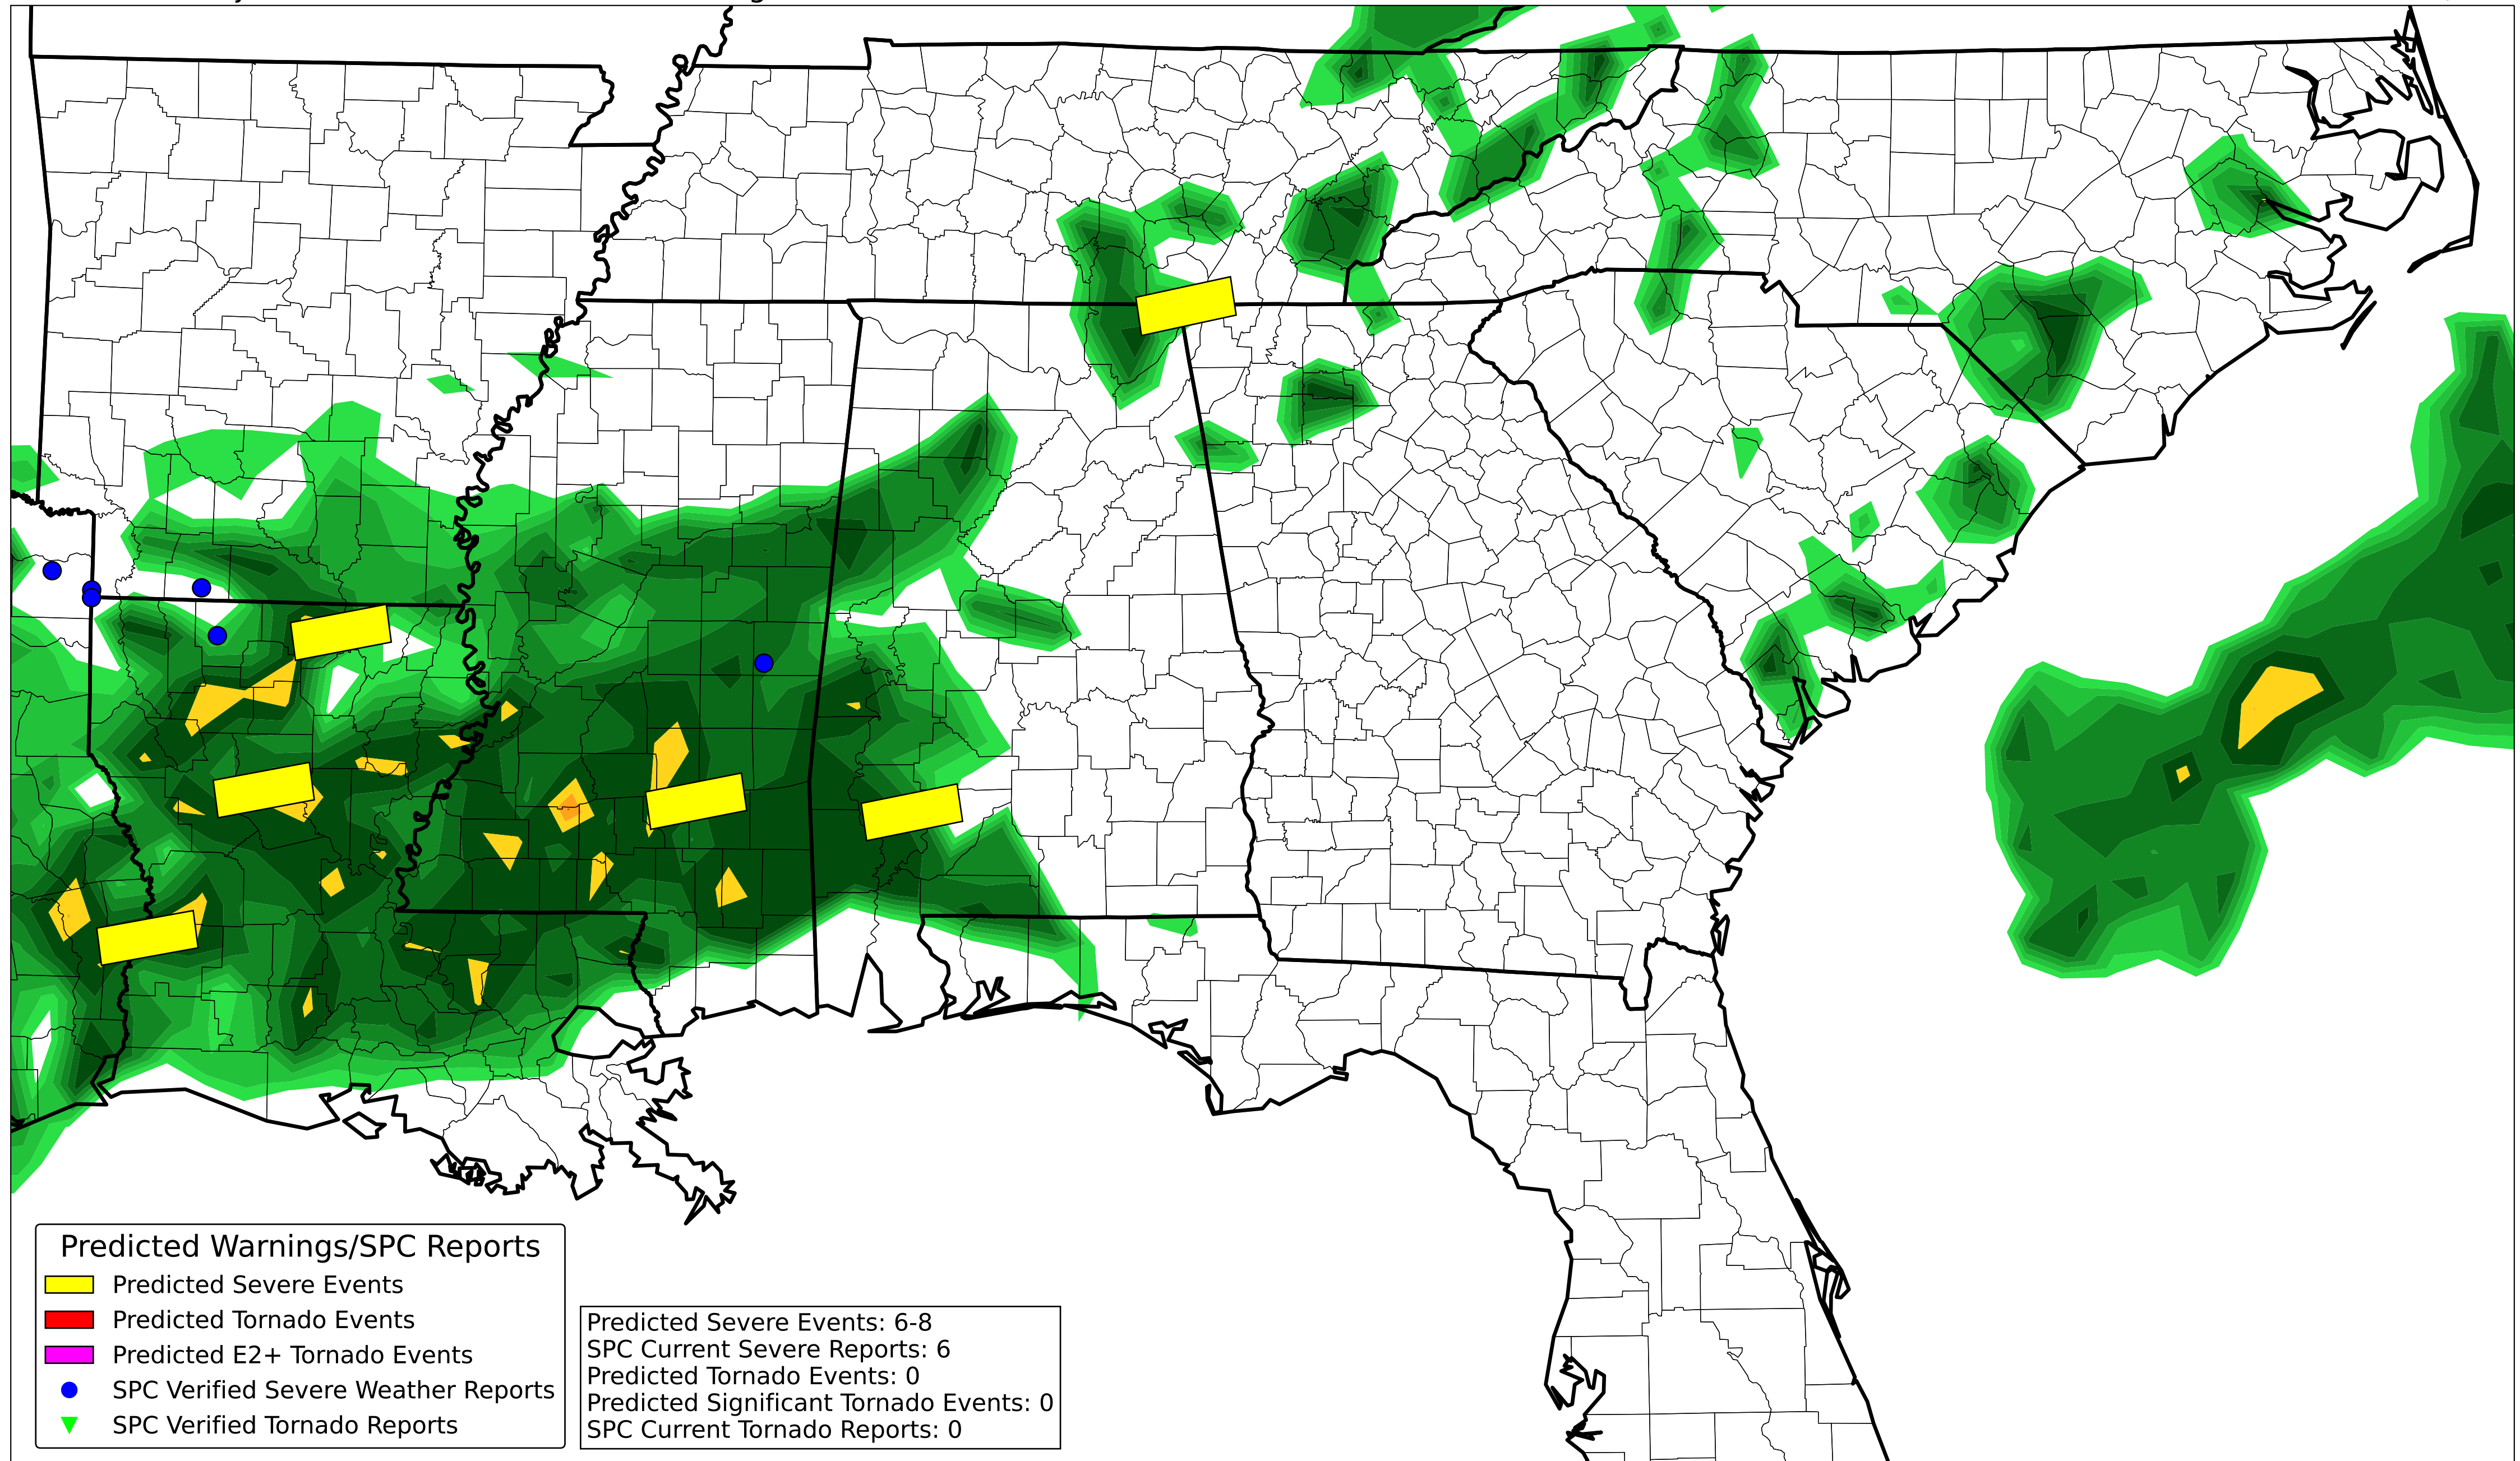 Predicted Warnings/SPC Reports
Predicted Severe Events
Predicted Tornado Events
Predicted E2+ Tornado Events
SPC Verified Severe Weather Reports
SPC Verified Tornado Reports
Predicted Severe Events: 6-8
SPC Current Severe Reports: 6
Predicted Tornado Events: 0
Predicted Significant Tornado Events: 0
SPC Current Tornado Reports: 0